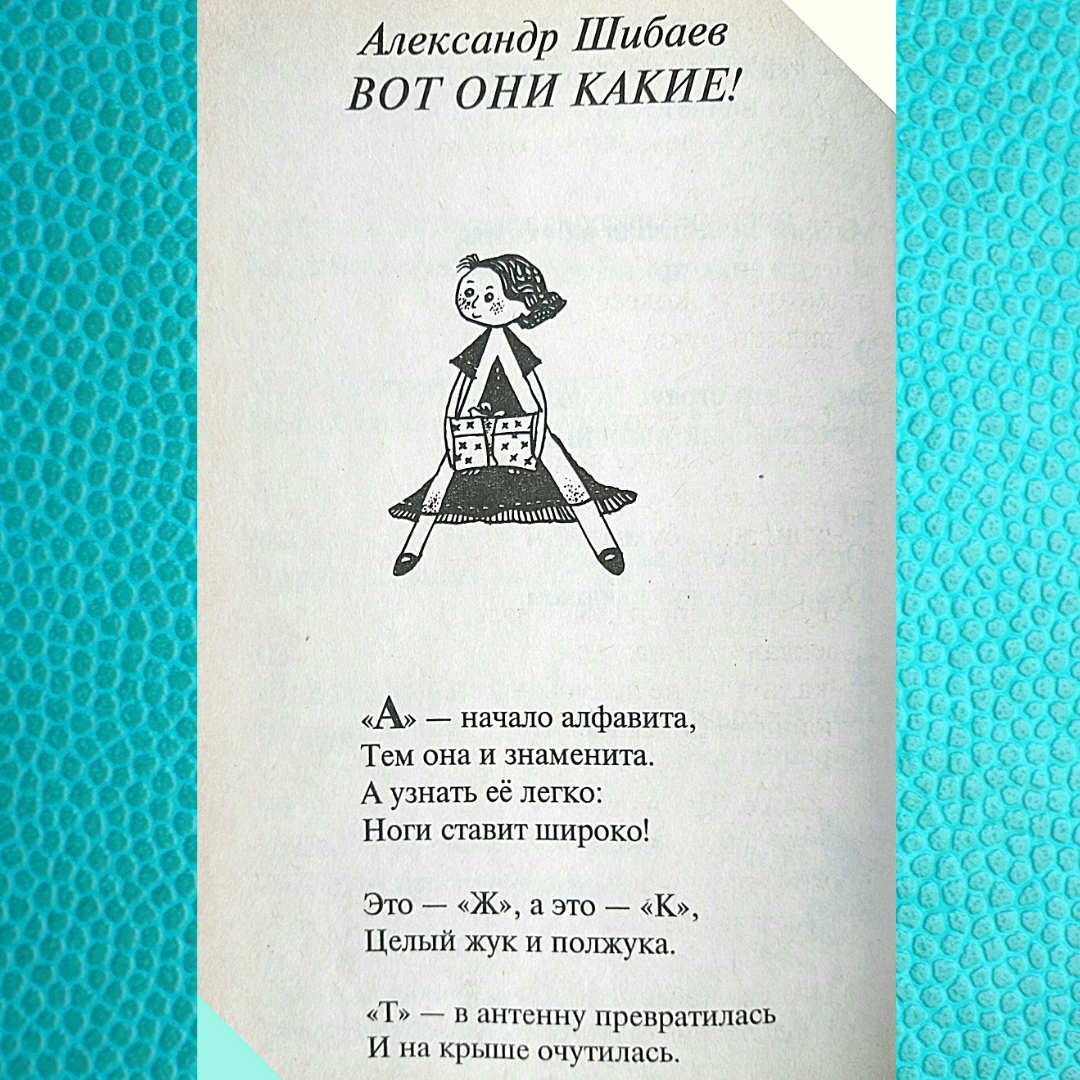 Александр Шибаев
ВОТ ОНИ КАКИЕ!
«А» — начало алфавита,
Тем она и знаменита.
А узнать её легко:
Ноги ставит широко!
Это — «Ж», а это — «К»,
Целый жук и полжука.
«Т» — в антенну превратилась
И на крыше очутилась.